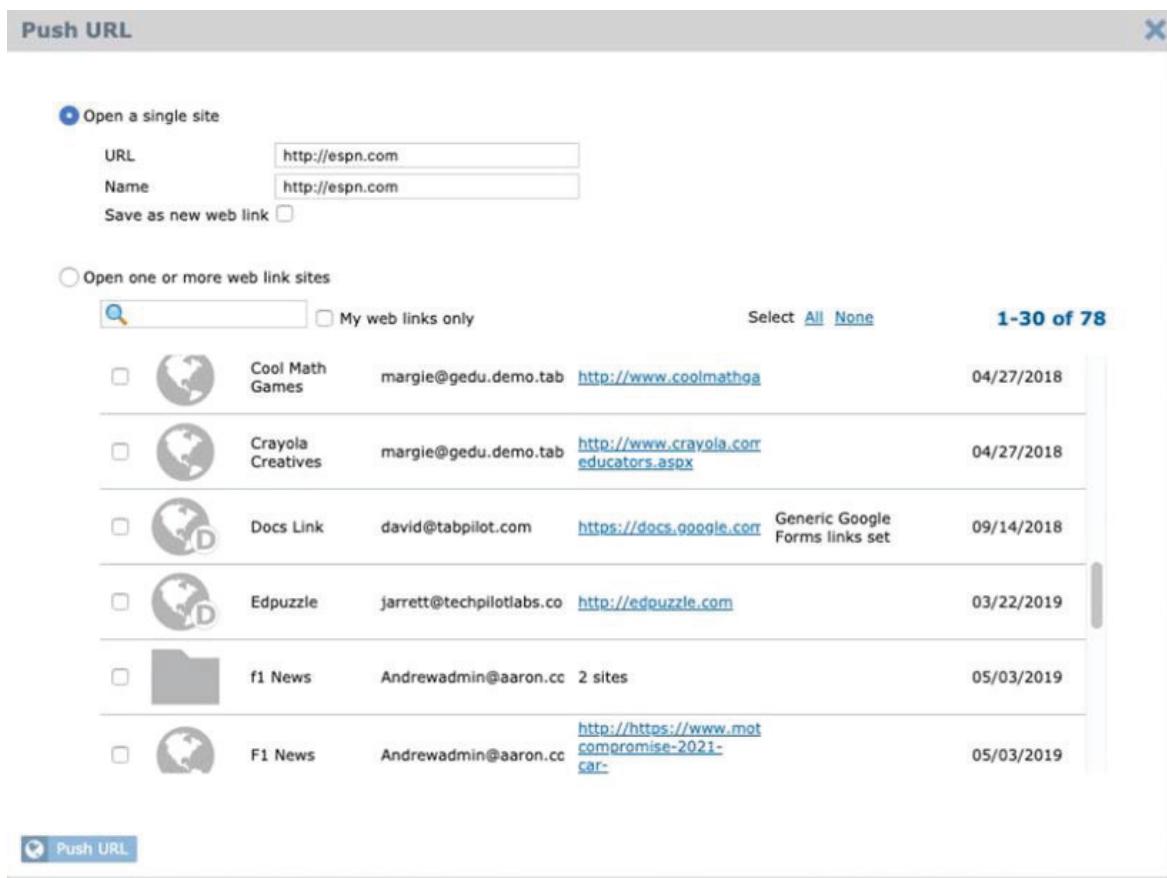 Push URL
Open a single site
URL http://espn.com
Name http://espn.com
Save as new web link
Open one or more web link sites
My web links only Select All None 1-30 of 78
Cool Math
Games
margie@gedu.demo.tab http://www.coolmathga 04/27/2018
Crayola
Creatives
margie@gedu.demo.tab
http://www.crayola.com
educators.aspx
04/27/2018
D
Docs Link david@tabpilot.com https://docs.google.com
Generic Google
Forms links set
09/14/2018
D
Edpuzzle jarrett@techpilotlabs.co http://edpuzzle.com 03/22/2019
f1 News Andrewadmin@aaron.cc 2 sites 05/03/2019
F1 News Andrewadmin@aaron.cc
http://https://www.mot
compromise-2021-
car-
05/03/2019
Push URL